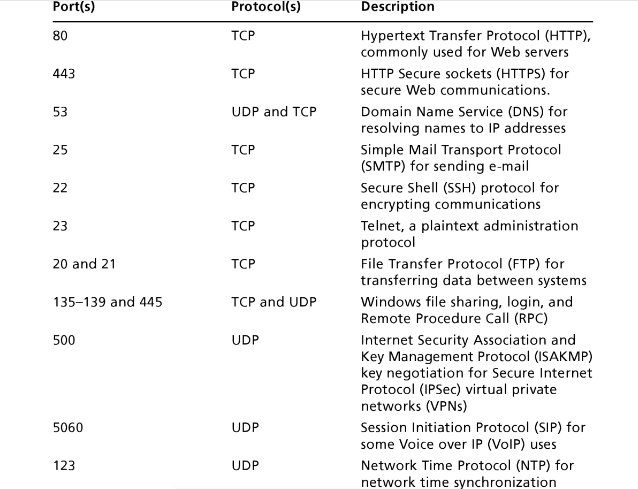 Port(s) Protocol(s) Description
80 TCP Hypertext Transfer Protocol (HTTP),
commonly used for Web servers
443 TCP HTTP Secure sockets (HTTPS) for
secure Web communications.
53 UDP and TCP Domain Name Service (DNS) for
resolving names to IP addresses
25 TCP Simple Mail Transport Protocol
(SMTP) for sending e-mail
22 TCP Secure Shell (SSH) protocol for
encrypting communications
23 TCP Telnet, a plaintext administration
protocol
20 and 21 TCP File Transfer Protocol (FTP) for
transferring data between systems
135–139 and 445 TCP and UDP Windows file sharing, login, and
Remote Procedure Call (RPC)
500 UDP Internet Security Association and
Key Management Protocol (ISAKMP)
key negotiation for Secure Internet
Protocol (IPSec) virtual private
networks (VPNs)
5060 UDP Session Initiation Protocol (SIP) for
some Voice over IP (VoIP) uses
123 UDP Network Time Protocol (NTP) for
network time synchronization